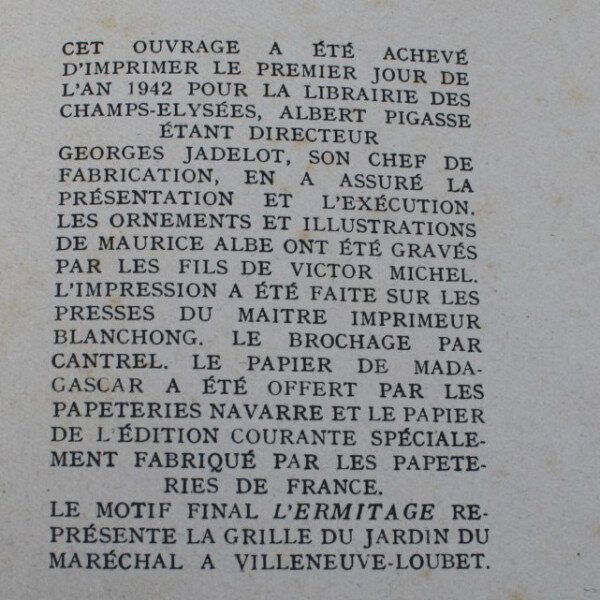 CET OUVRAGE A ÉTÉ ACHEVÉ
D'IMPRIMER LE PREMIER JOUR DE
L'AN 1942 POUR LA LIBRAIRIE DES
CHAMPS-ELYSÉES, ALBERT PIGASSE
ÉTANT DIRECTEUR
GEORGES JADELOT, SON CHEF DE
FABRICATION, EN A ASSURÉ LA
PRÉSENTATION ET L'EXÉCUTION.
LES ORNEMENTS ET ILLUSTRATIONS
DE MAURICE ALBE ONT ÉTÉ GRAVÉS
PAR LES FILS DE VICTOR MICHEL.
L'IMPRESSION A ÉTÉ FAITE SUR LES
PRESSES DU MAITRE IMPRIMEUR
BLANCHONG. LE BROCHAGE PAR
CANTREL. LE PAPIER DE MADA-
GASCAR A ÉTÉ OFFERT PAR LES
PAPETERIES NAVARRE ET LE PAPIER
DE L'ÉDITION COURANTE SPÉCIALE-
MENT FABRIQUÉ PAR LES PAPETE-
RIES DE FRANCE.
LE MOTIF FINAL L'ERMITAGE RE-
PRÉSENTE LA GRILLE DU JARDIN DU
MARÉCHAL A VILLENEUVE-LOUBET.